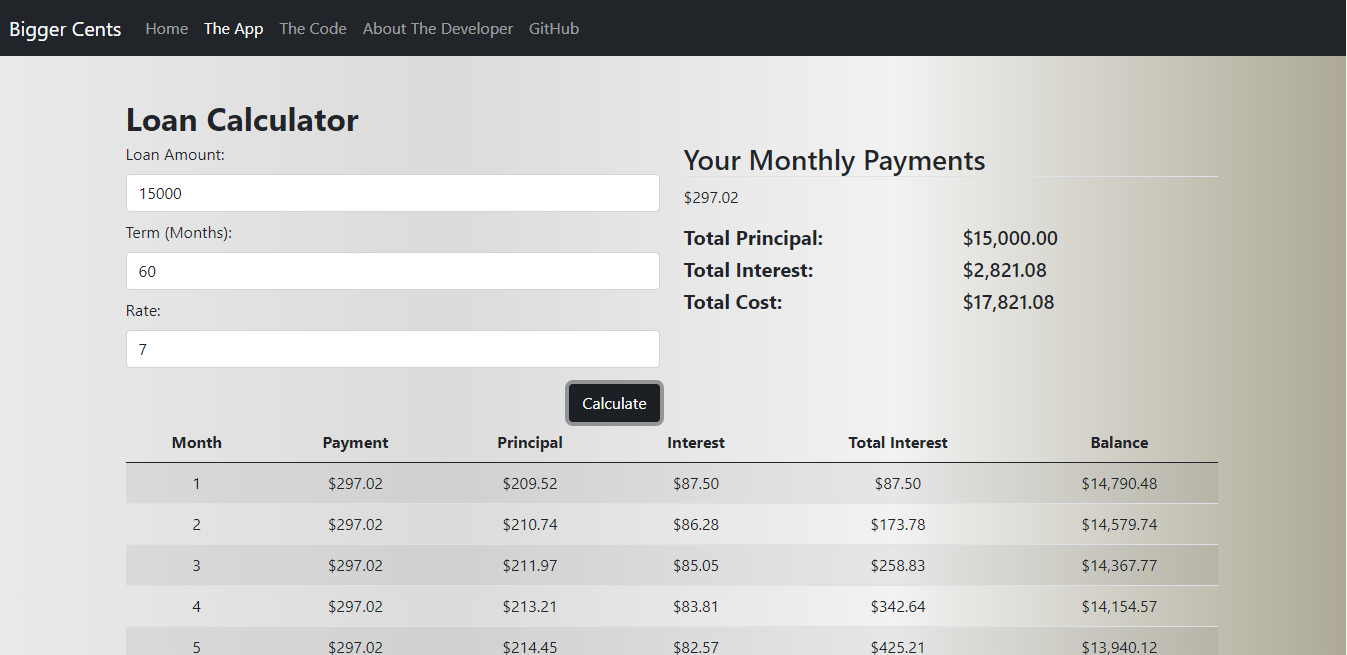 Bigger Cents Home The App The Code About The Developer GitHub
Loan Calculator
Loan Amount:
15000
Term (Months):
60
Rate:
7
Calculate
Your Monthly Payments
$297.02
Total Principal: $15,000.00
Total Interest: $2,821.08
Total Cost: $17,821.08
Month Payment Principal Interest Total Interest Balance
1 $297.02 $209.52 $87.50 $87.50 $14,790.48
2 $297.02 $210.74 $86.28 $173.78 $14,579.74
3 $297.02 $211.97 $85.05 $258.83 $14,367.77
4 $297.02 $213.21 $83.81 $342.64 $14,154.57
5 $297.02 $214.45 $82.57 $425.21 $13,940.12